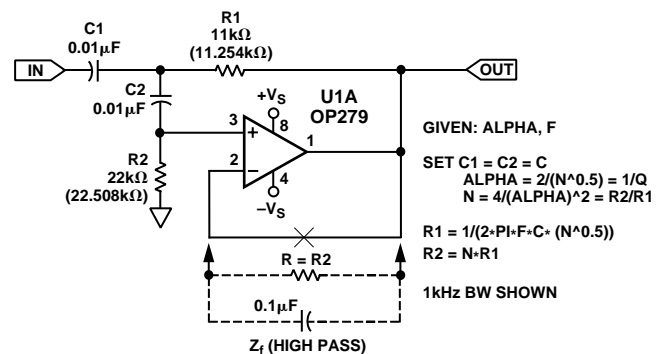 R1
11kΩ
(11.254kΩ)
C1
0.01μF
IN
OUT
C2
0.01μF
+VS
U1A
OP279
3
+
8
1
2
−
4
−VS
R2
22kΩ
(22.508kΩ)
GIVEN: ALPHA, F
SET C1 = C2 = C
ALPHA = 2/(N^0.5) = 1/Q
N = 4/(ALPHA)^2 = R2/R1
R1 = 1/(2*PI*F*C* (N^0.5))
R2 = N*R1
1kHz BW SHOWN
R = R2
0.1μF
Zf (HIGH PASS)